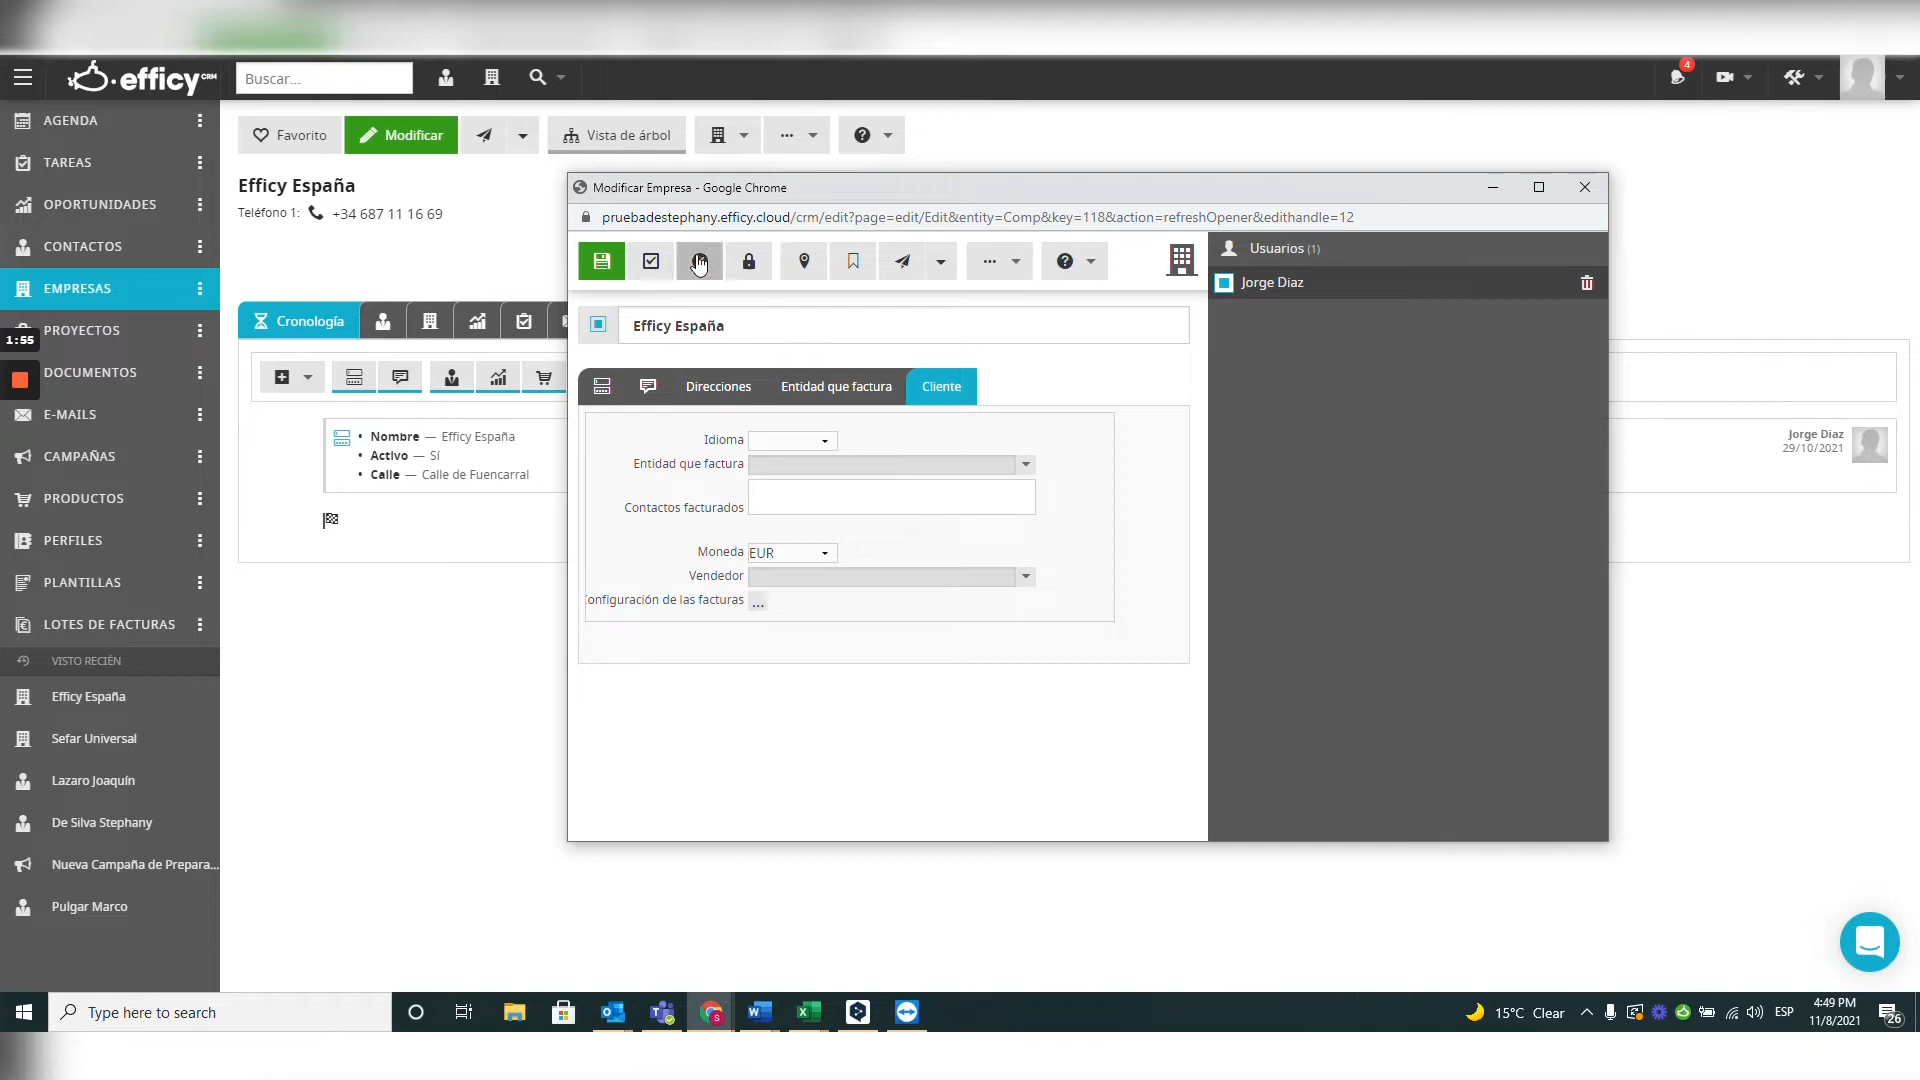 efficy CRM
Buscar...
4
AGENDA
TAREAS
OPORTUNIDADES
CONTACTOS
EMPRESAS
PROYECTOS
1:55
DOCUMENTOS
E-MAILS
CAMPAÑAS
PRODUCTOS
PERFILES
PLANTILLAS
LOTES DE FACTURAS
VISTO RECIÉN
Efficy España
Sefar Universal
Lazaro Joaquín
De Silva Stephany
Nueva Campaña de Prepara...
Pulgar Marco
Favorito
Modificar
Vista de árbol
Efficy España
Teléfono 1: +34 687 11 16 69
Cronología
• Nombre — Efficy España
• Activo — Sí
• Calle — Calle de Fuencarral
Jorge Diaz
29/10/2021
Modificar Empresa - Google Chrome
pruebadestephany.efficy.cloud/crm/edit?page=edit/Edit&entity=Comp&key=118&action=refreshOpener&edithandle=12
Usuarios (1)
Jorge Diaz
Efficy España
Direcciones
Entidad que factura
Cliente
Idioma
Entidad que factura
Contactos facturados
Moneda EUR
Vendedor
Configuración de las facturas ...
Type here to search
15°C Clear
ESP
4:49 PM
11/8/2021
26